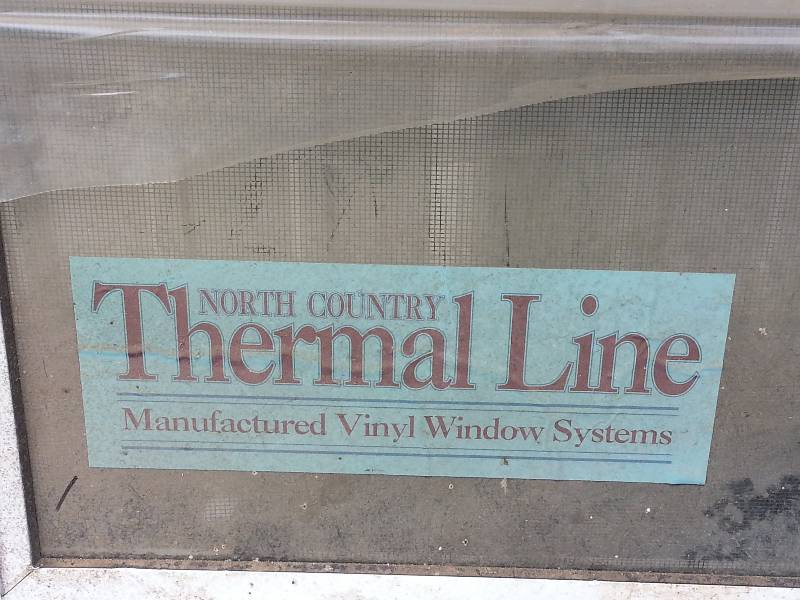 NORTH COUNTRY
Thermal Line
Manufactured Vinyl Window Systems